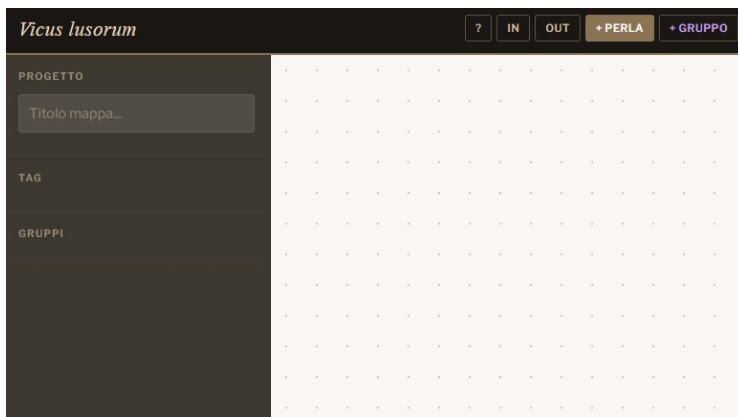 Vicus lusorum
? IN OUT + PERLA + GRUPPO
PROGETTO
Titolo mappa...
TAG
GRUPPI